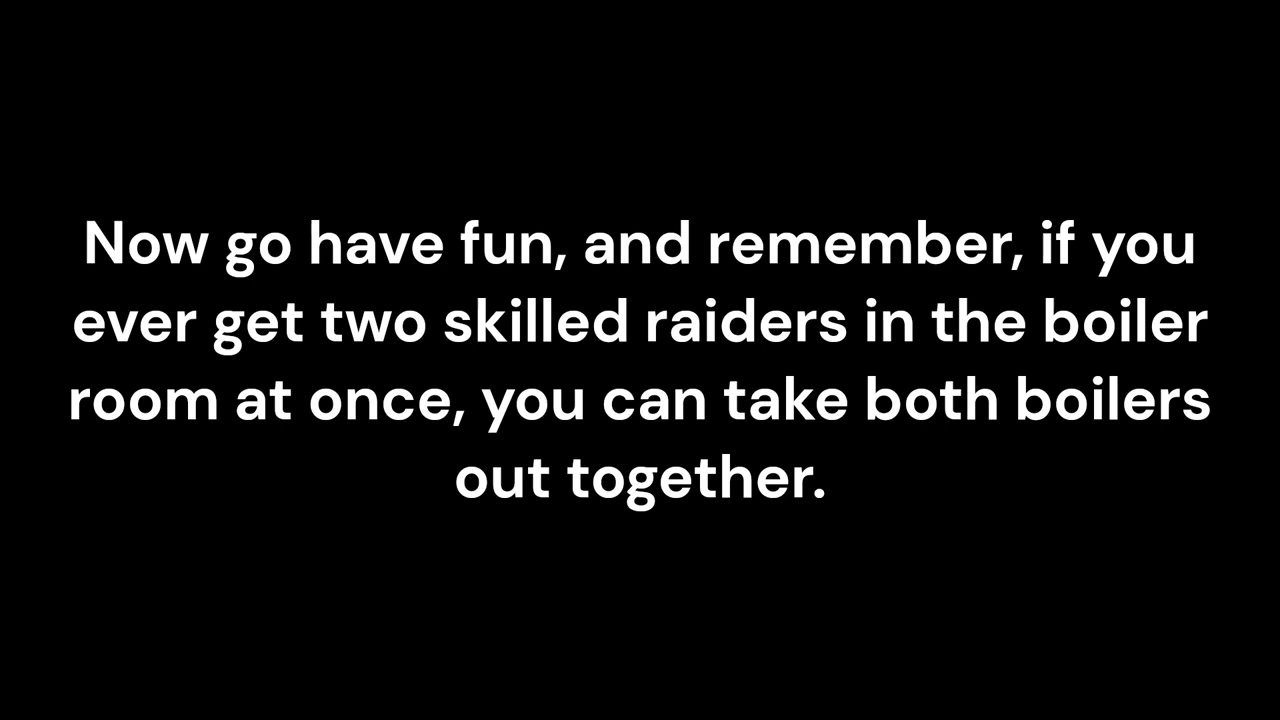 Now go have fun, and remember, if you
ever get two skilled raiders in the boiler
room at once, you can take both boilers
out together.